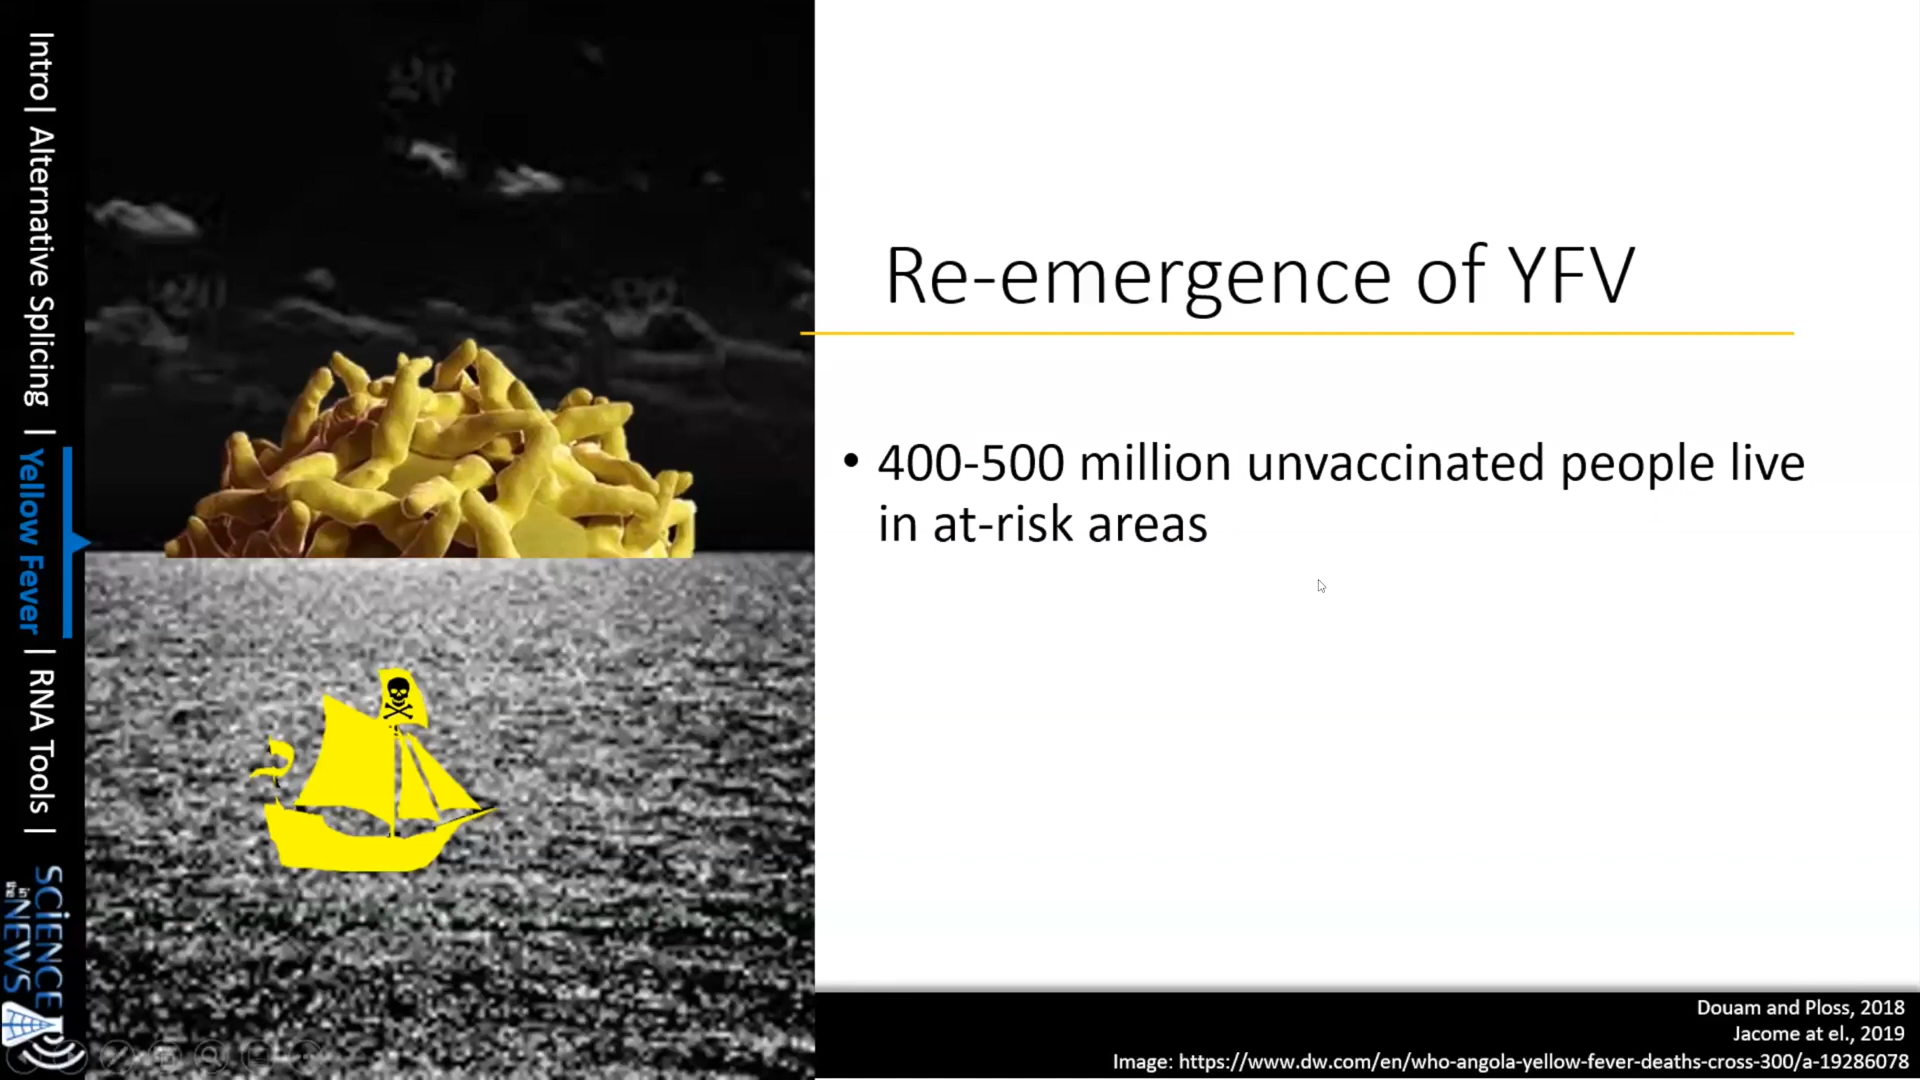 Intro| Alternative Splicing | Yellow Fever | RNA Tools |
SCiENCE
in the
NEWS
Re-emergence of YFV
• 400-500 million unvaccinated people live
in at-risk areas
Douam and Ploss, 2018
Jacome at el., 2019
Image: https://www.dw.com/en/who-angola-yellow-fever-deaths-cross-300/a-19286078